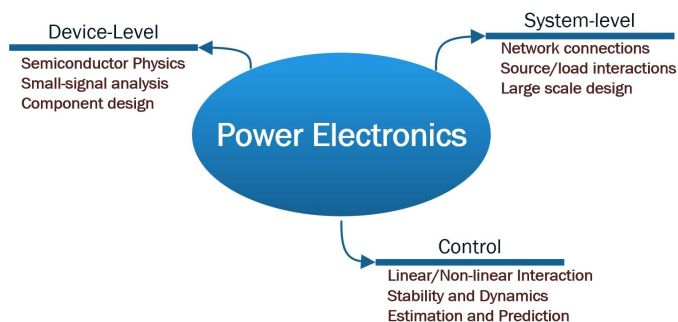 Device-Level
Semiconductor Physics
Small-signal analysis
Component design
System-level
Network connections
Source/load interactions
Large scale design
Power Electronics
Control
Linear/Non-linear Interaction
Stability and Dynamics
Estimation and Prediction